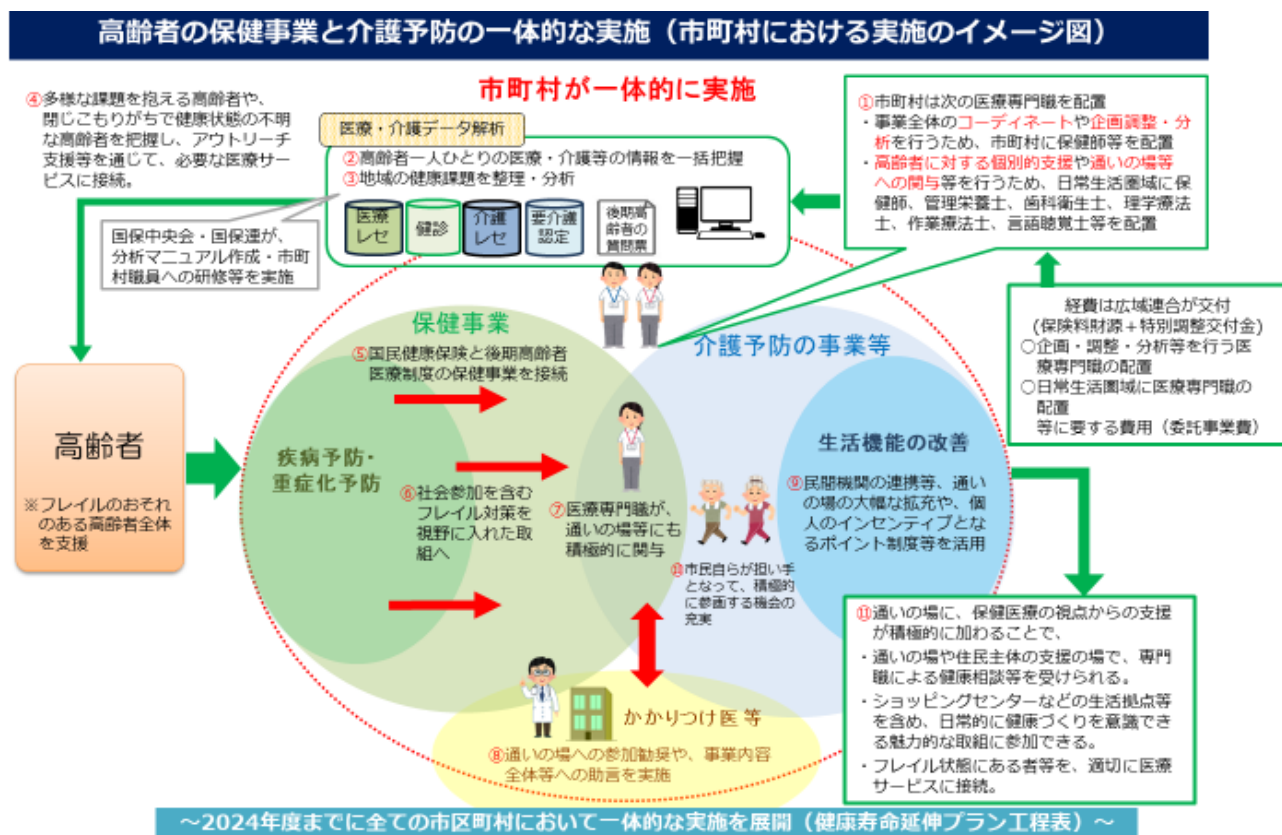 高齢者の保健事業と介護予防の一体的な実施（市町村における実施のイメージ図）
市町村が一体的に実施
④多様な課題を抱える高齢者や、
閉じこもりがちで健康状態の不明
な高齢者を把握し、アウトリーチ
支援等を通じて、必要な医療サー
ビスに接続。
医療・介護データ解析
②高齢者一人ひとりの医療・介護等の情報を一括把握
③地域の健康課題を整理・分析
医療
レセ
健診
介護
レセ
要介護
認定
後期高
齢者の
質問票
①市町村は次の医療専門職を配置
・事業全体のコーディネートや企画調整・分
析を行うため、市町村に保健師等を配置
・高齢者に対する個別的支援や通いの場等
への関与等を行うため、日常生活圏域に保
健師、管理栄養士、歯科衛生士、理学療法
士、作業療法士、言語聴覚士等を配置
国保中央会・国保連が、
分析マニュアル作成・市町
村職員への研修等を実施
経費は広域連合が交付
(保険料財源＋特別調整交付金)
○企画・調整・分析等を行う医
療専門職の配置
○日常生活圏域に医療専門職の
配置
等に要する費用（委託事業費）
高齢者
※フレイルのおそれ
のある高齢者全体
を支援
保健事業
⑤国民健康保険と後期高齢者
医療制度の保健事業を接続
疾病予防・
重症化予防
⑥社会参加を含む
フレイル対策を
視野に入れた取
組へ
⑦医療専門職が、
通いの場等にも
積極的に関与
介護予防の事業等
生活機能の改善
⑨民間機関の連携等、通い
の場の大幅な拡充や、個
人のインセンティブとな
るポイント制度等を活用
⑩市民自らが担い手
となって、積極的
に参画する機会の
充実
かかりつけ医等
⑧通いの場への参加勧奨や、事業内容
全体等への助言を実施
⑪通いの場に、保健医療の視点からの支援
が積極的に加わることで、
・通いの場や住民主体の支援の場で、専門
職による健康相談等を受けられる。
・ショッピングセンターなどの生活拠点等
を含め、日常的に健康づくりを意識でき
る魅力的な取組に参加できる。
・フレイル状態にある者等を、適切に医療
サービスに接続。
～2024年度までに全ての市区町村において一体的な実施を展開（健康寿命延伸プラン工程表）～